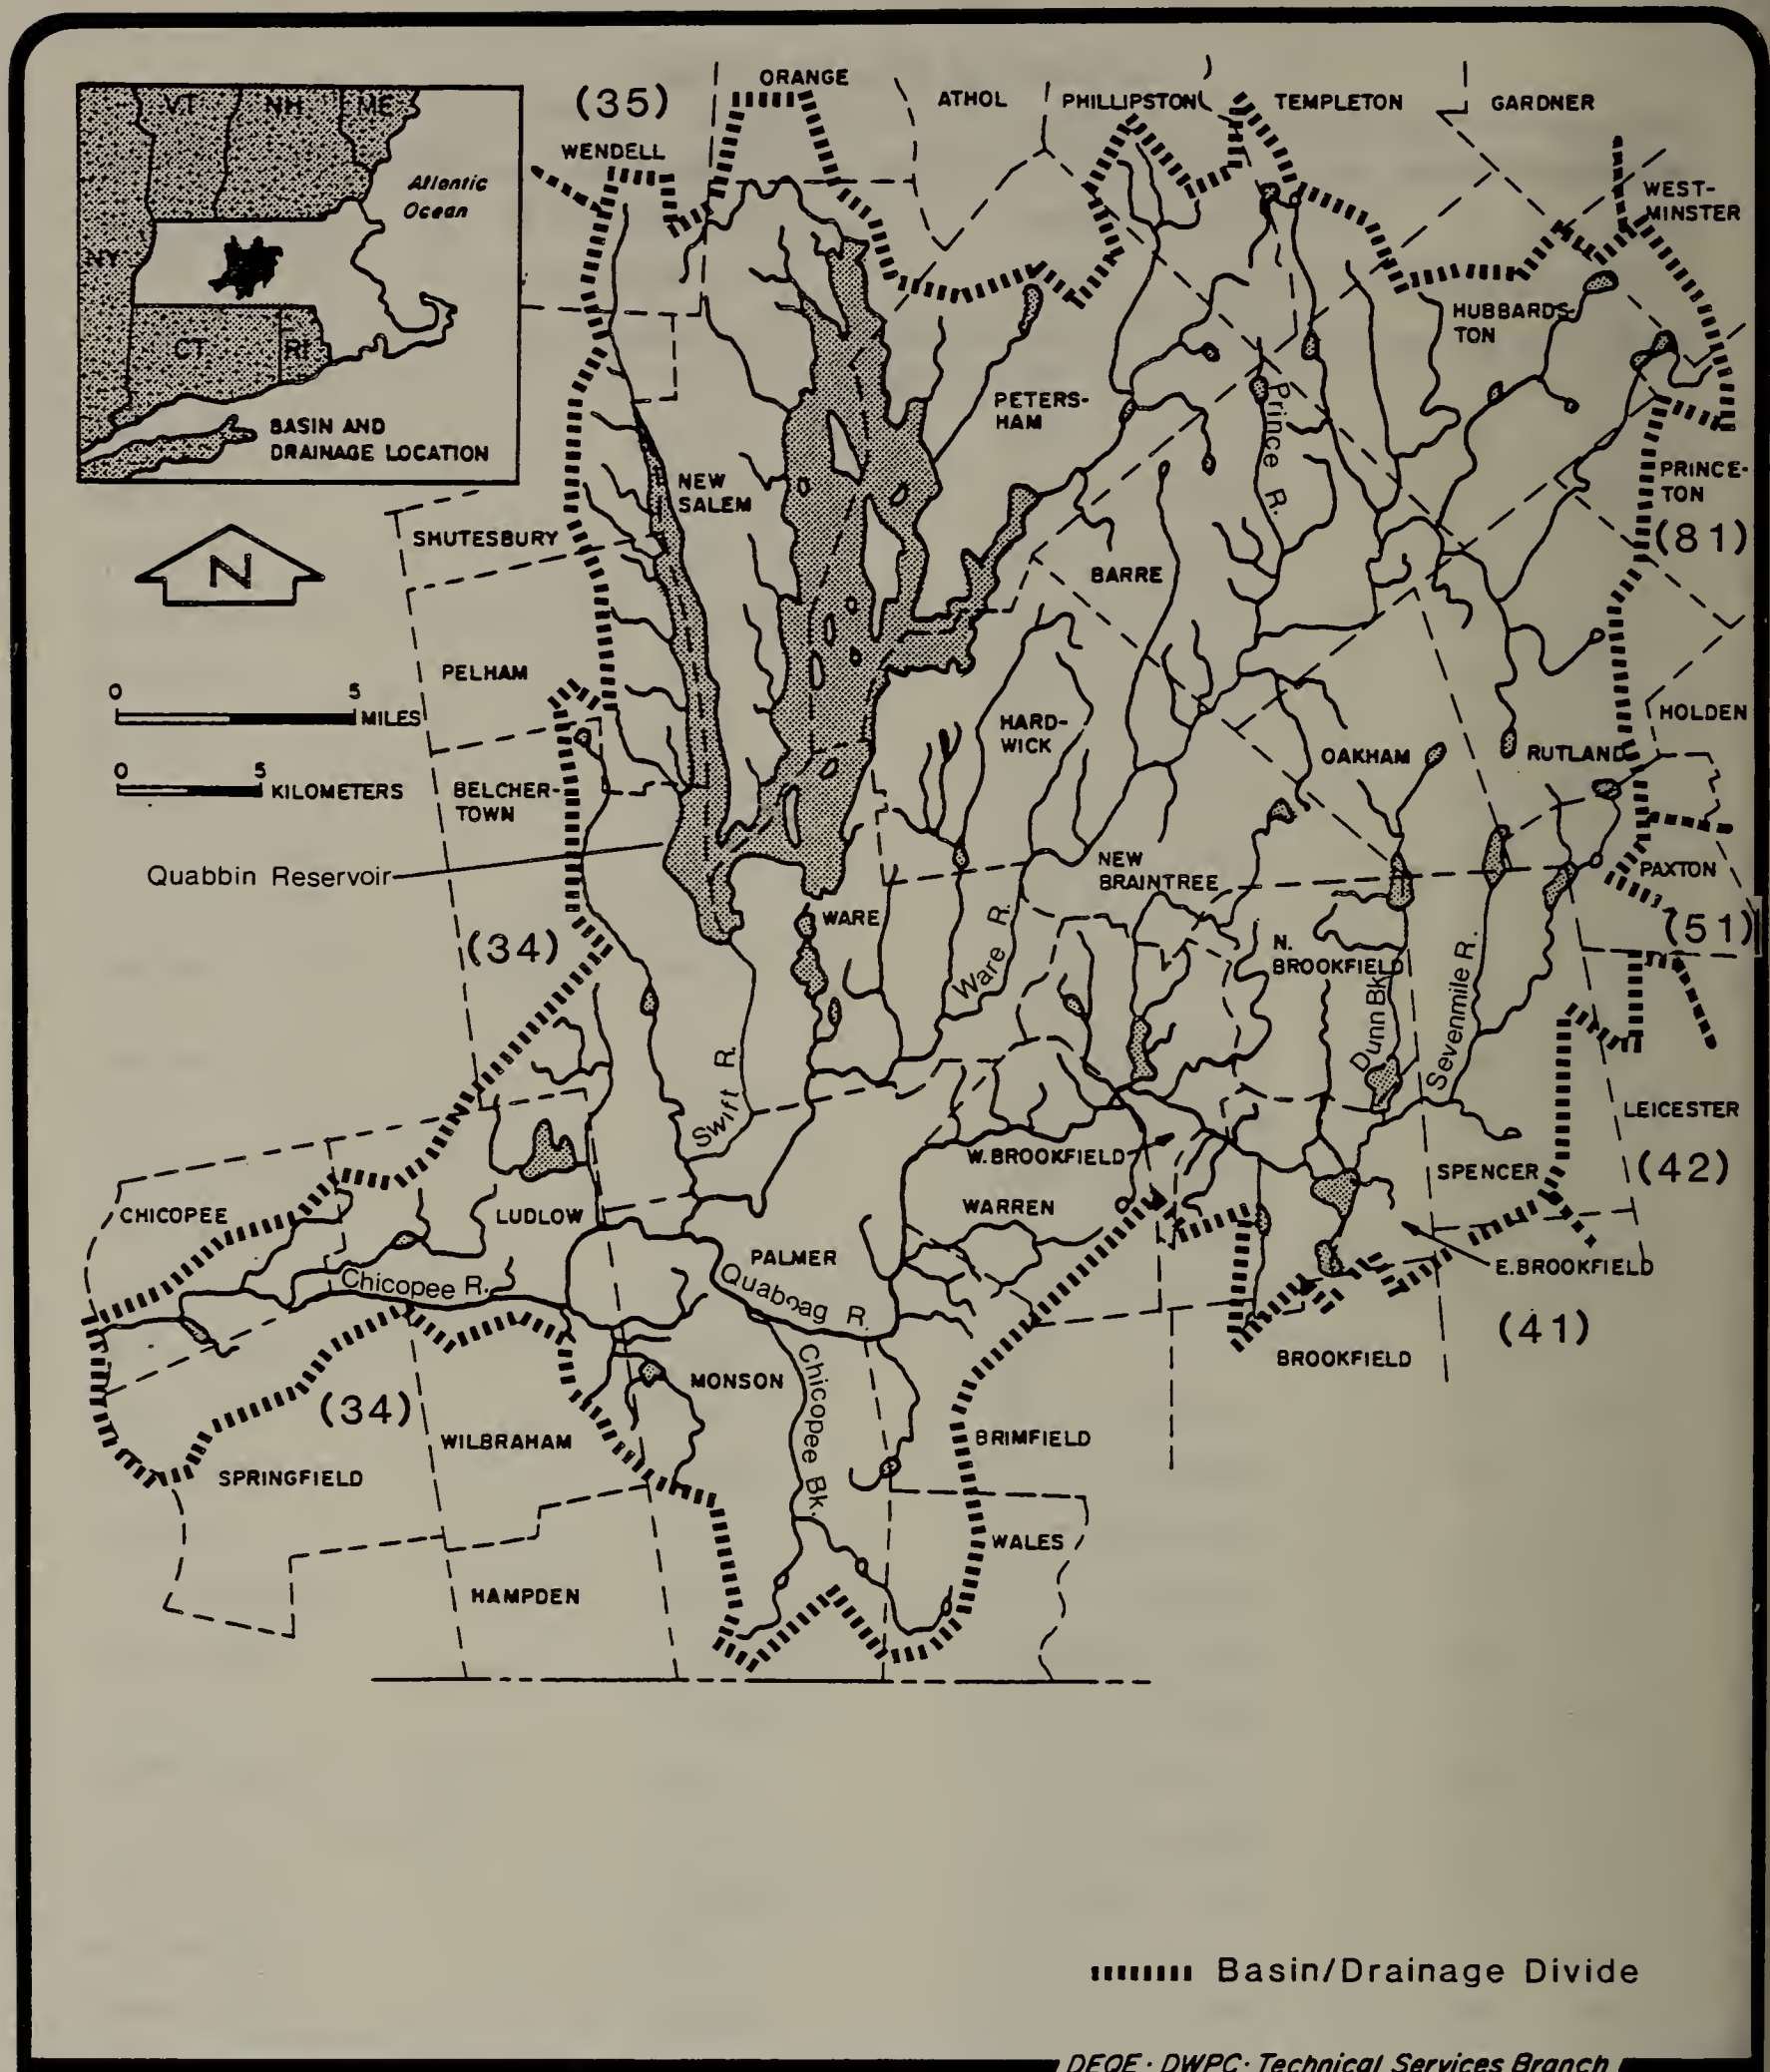 VT
NH
ME
Atlantic
Ocean
NY
CT
RI
BASIN AND
DRAINAGE LOCATION
(35)
ORANGE
ATHOL
PHILLIPSTON
TEMPLETON
GARDNER
WENDELL
WEST-
MINSTER
HUBBARDS-
TON
PETERS-
HAM
Prince R.
PRINCE-
TON
(81)
NEW
SALEM
SHUTESBURY
N
BARRE
PELHAM
0 5
MILES
HOLDEN
HARD-
WICK
OAKHAM
RUTLAND
0 5
KILOMETERS
BELCHER-
TOWN
Quabbin Reservoir
NEW
BRAINTREE
PAXTON
WARE
(51)
(34)
Ware R.
N.
BROOKFIELD
Dunn Bk.
Sevenmile R.
Swift R.
LEICESTER
W. BROOKFIELD
SPENCER
(42)
CHICOPEE
LUDLOW
WARREN
PALMER
E. BROOKFIELD
Chicopee R.
Quaboag R.
(41)
BROOKFIELD
MONSON
Chicopee Bk.
(34)
WILBRAHAM
BRIMFIELD
SPRINGFIELD
WALES
HAMPDEN
Basin/Drainage Divide
DEQE · DWPC · Technical Services Branch